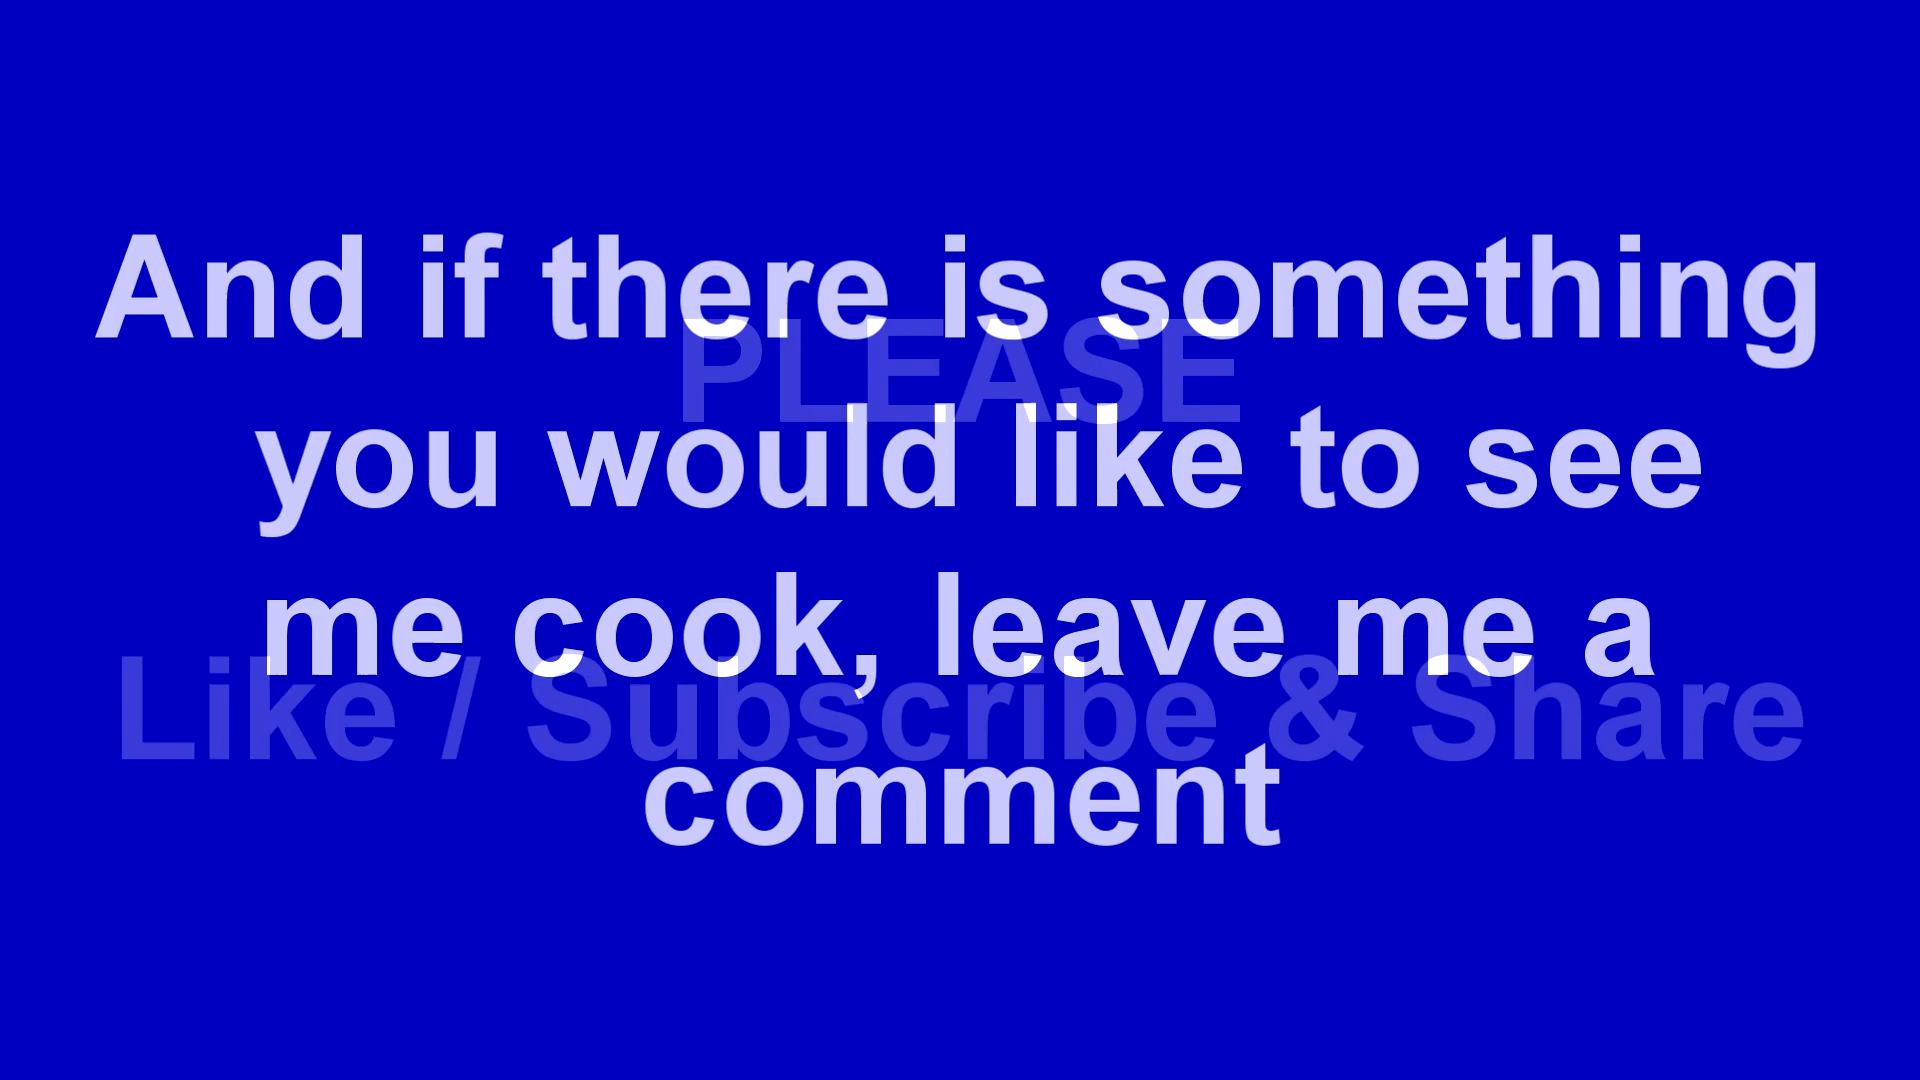 And if there is something
PLEASE
you would like to see
me cook, leave me a
Like / Subscribe & Share
comment